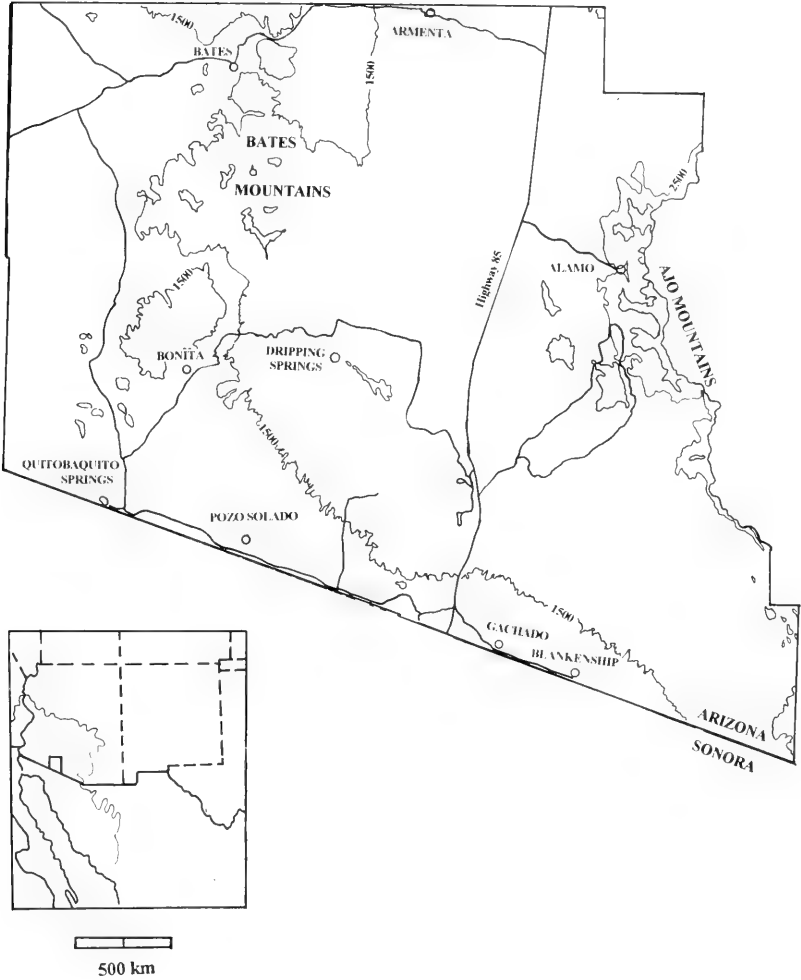 1500
ARMENTA
BATES
1500
BATES
MOUNTAINS
2500
ALAMO
Highway 85
AJO MOUNTAINS
1500
BONITA
DRIPPING
SPRINGS
1500
QUITOBAQUITO
SPRINGS
POZO SOLADO
1500
GACHADO
BLANKENSHIP
ARIZONA
SONORA
500 km